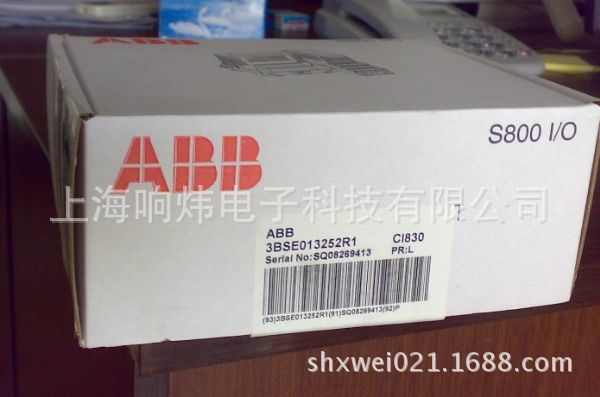 ABB
ABB
S800 I/O
上海响炜电子科技有限公司
ABB
3BSE013252R1 CI830
Serial No:SQ08269413 PR:L
(93)3BSE013252R1(91)SQ08269413(92)P
shxwei021.1688.com